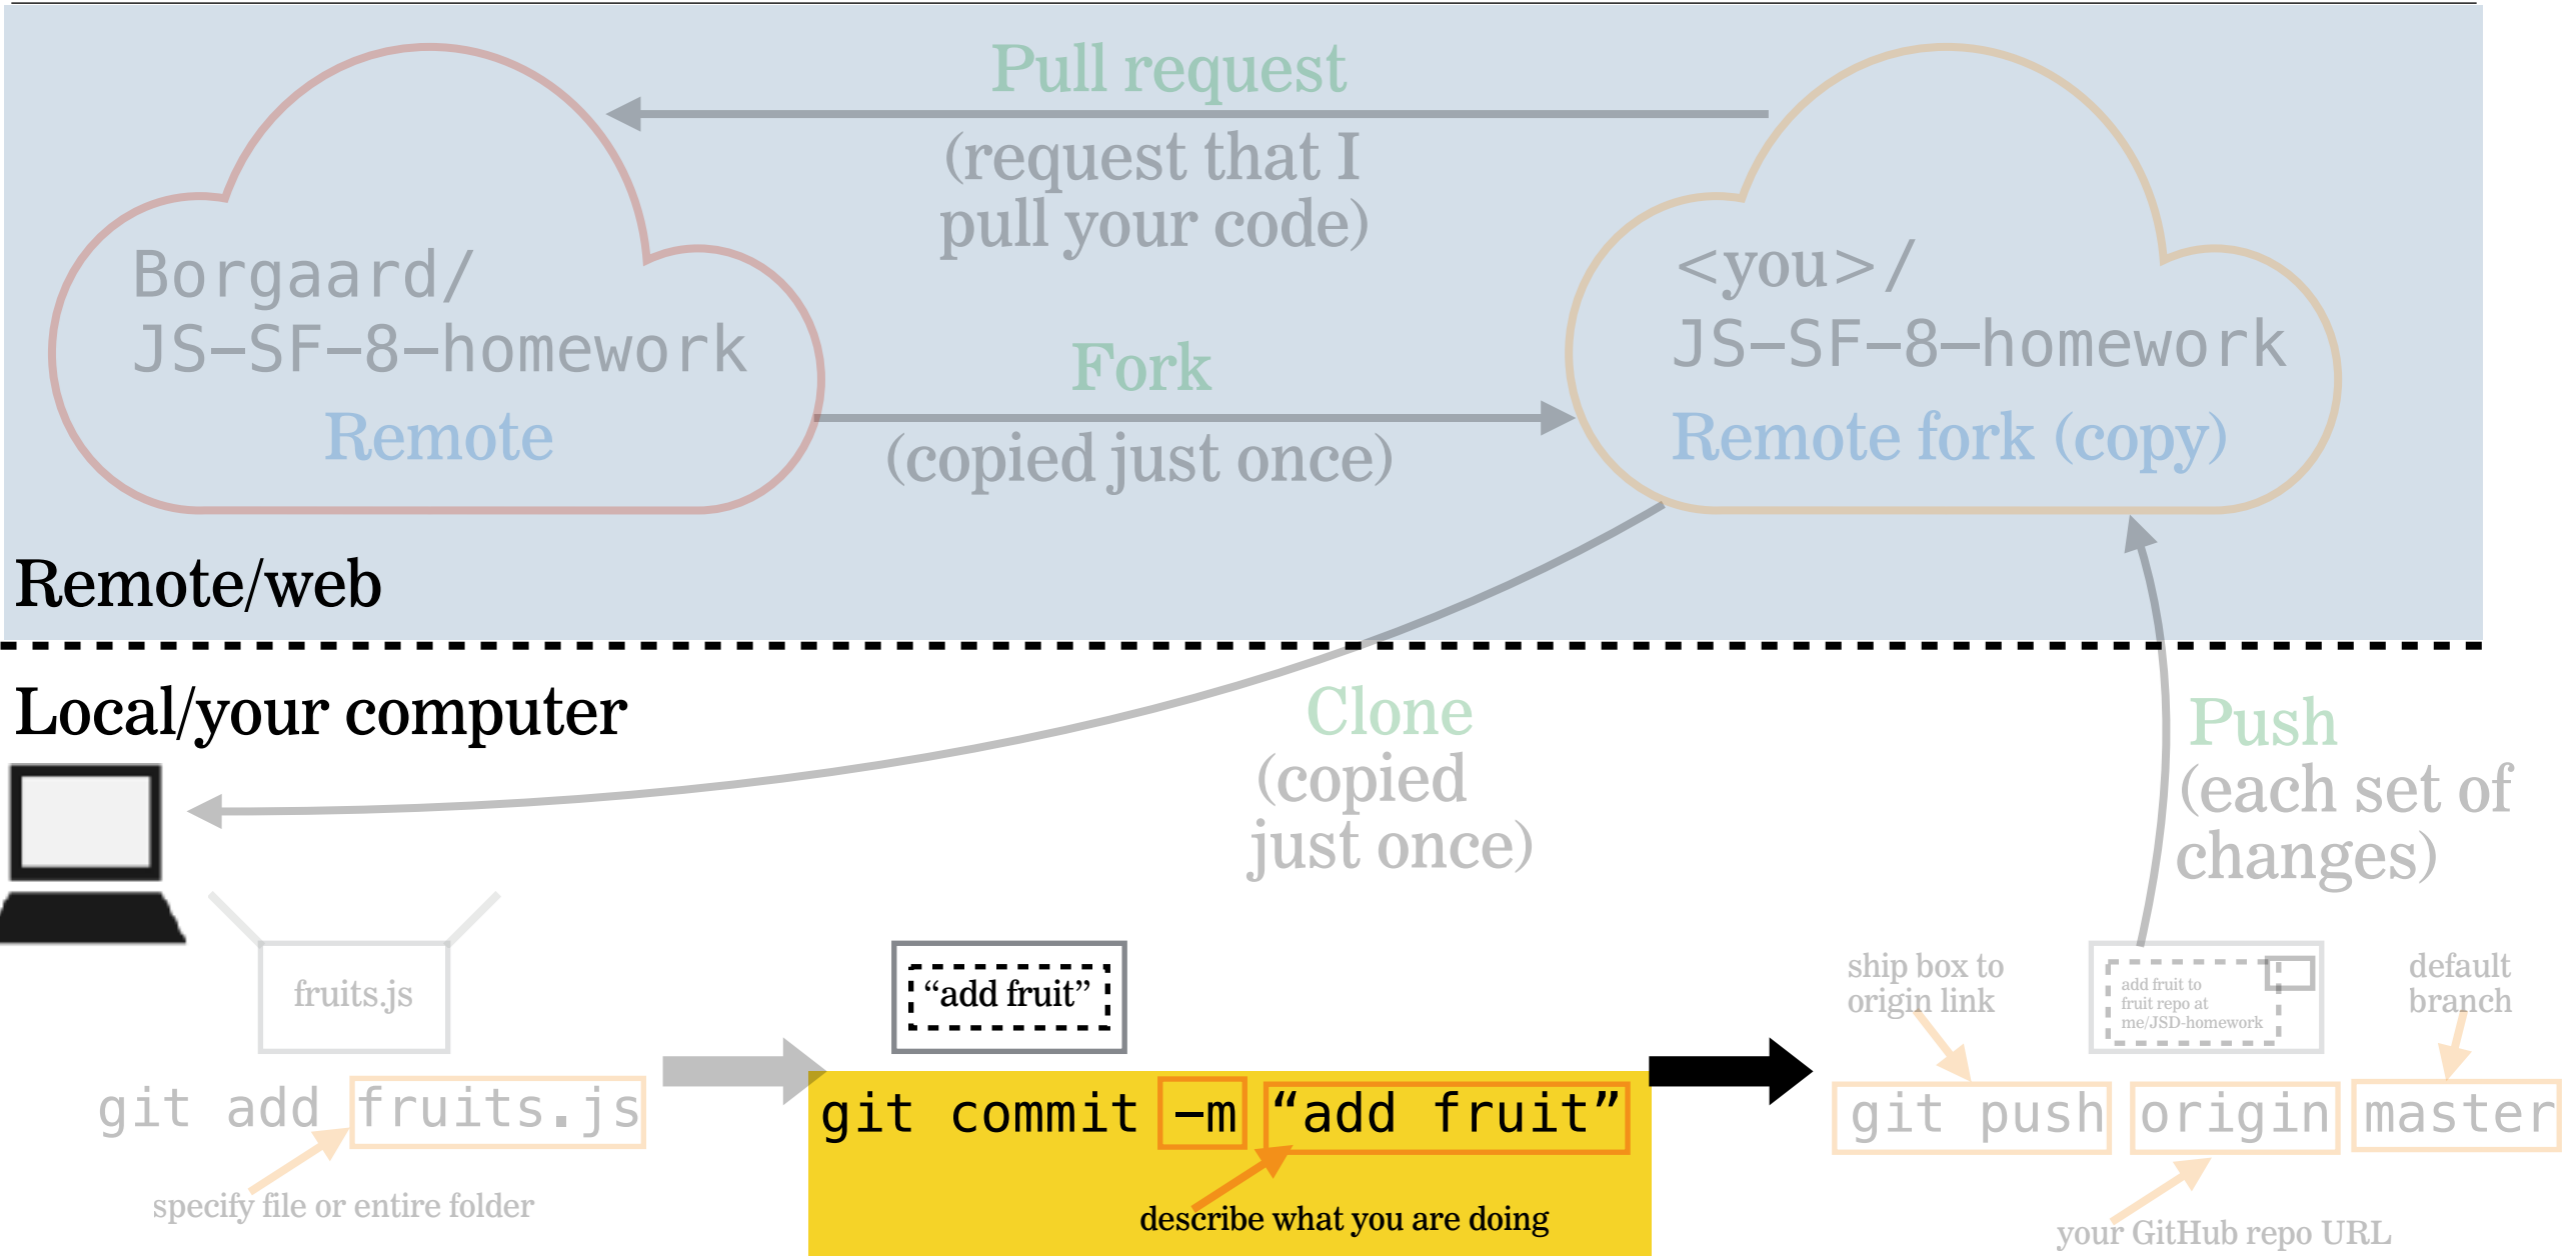 Pull request
(request that I
pull your code)
Borgaard/
JS–SF–8–homework
Remote
Fork
(copied just once)
<you>/
JS–SF–8–homework
Remote fork (copy)
Remote/web
Local/your computer
Clone
(copied
just once)
Push
(each set of
changes)
fruits.js
git add fruits.js
specify file or entire folder
“add fruit”
git commit –m “add fruit”
describe what you are doing
ship box to
origin link
add fruit to
fruit repo at
me/JSD-homework
default
branch
git push origin master
your GitHub repo URL